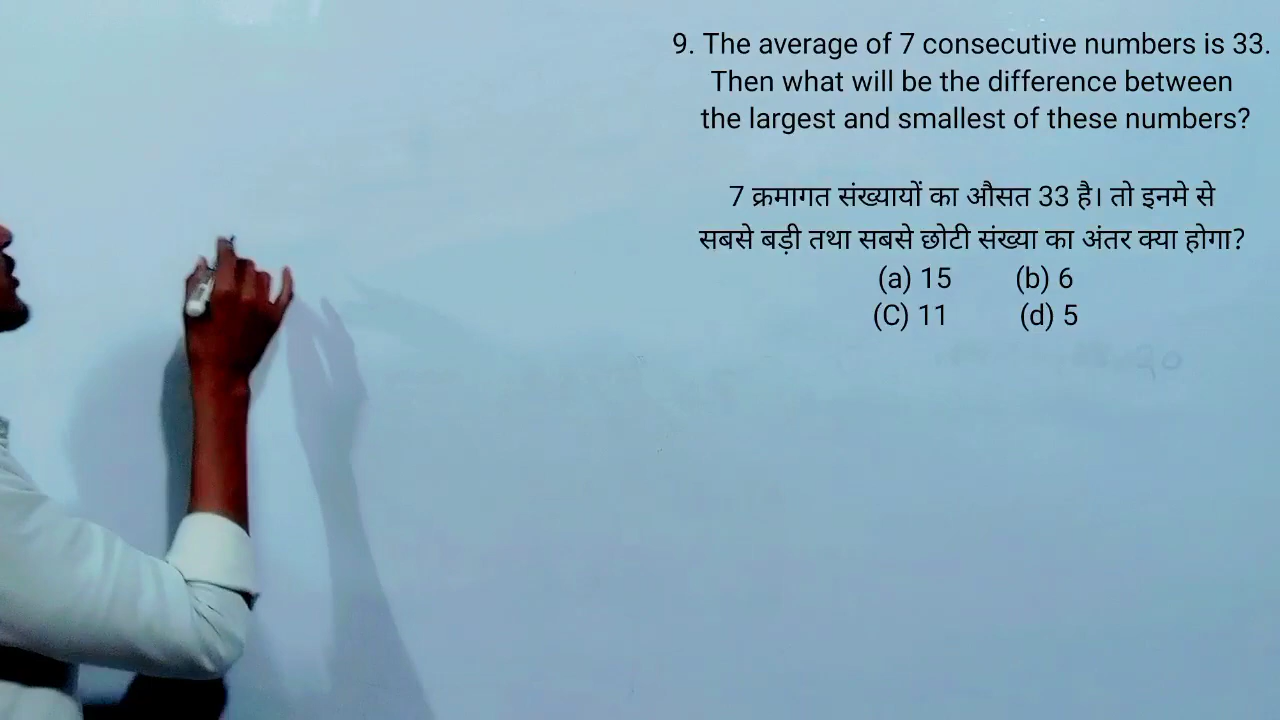 9. The average of 7 consecutive numbers is 33.
Then what will be the difference between
the largest and smallest of these numbers?
7 क्रमागत संख्यायों का औसत 33 है। तो इनमे से
सबसे बड़ी तथा सबसे छोटी संख्या का अंतर क्या होगा?
(a) 15 (b) 6
(C) 11 (d) 5